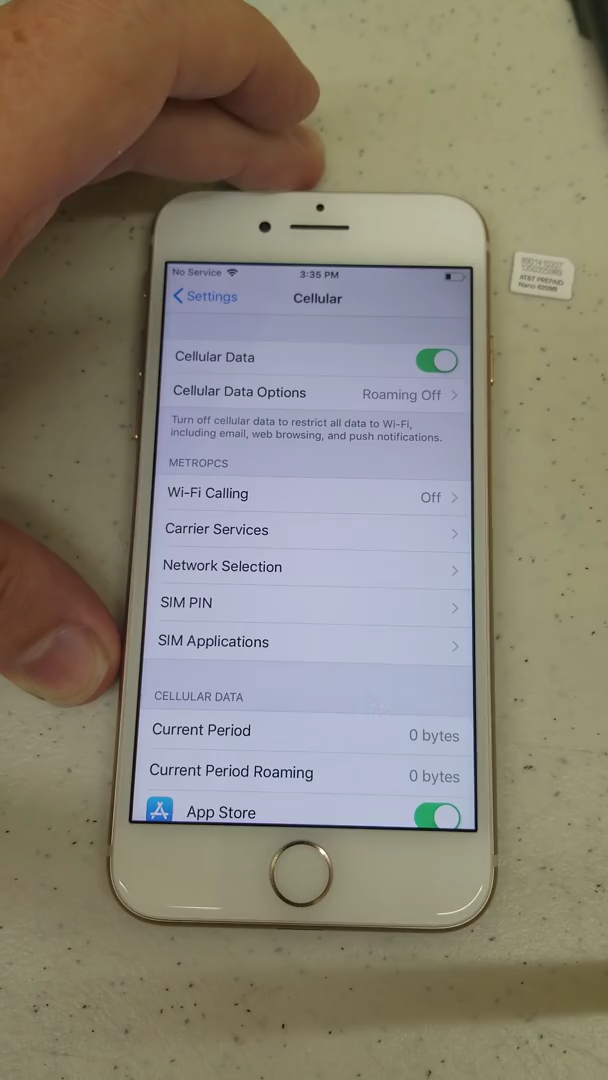 No Service
3:35 PM
Settings
Cellular
Cellular Data
Cellular Data Options
Roaming Off
Turn off cellular data to restrict all data to Wi-Fi,
including email, web browsing, and push notifications.
METROPCS
Wi-Fi Calling
Off
Carrier Services
Network Selection
SIM PIN
SIM Applications
CELLULAR DATA
Current Period
0 bytes
Current Period Roaming
0 bytes
App Store
AT&T PREPAID
Nano